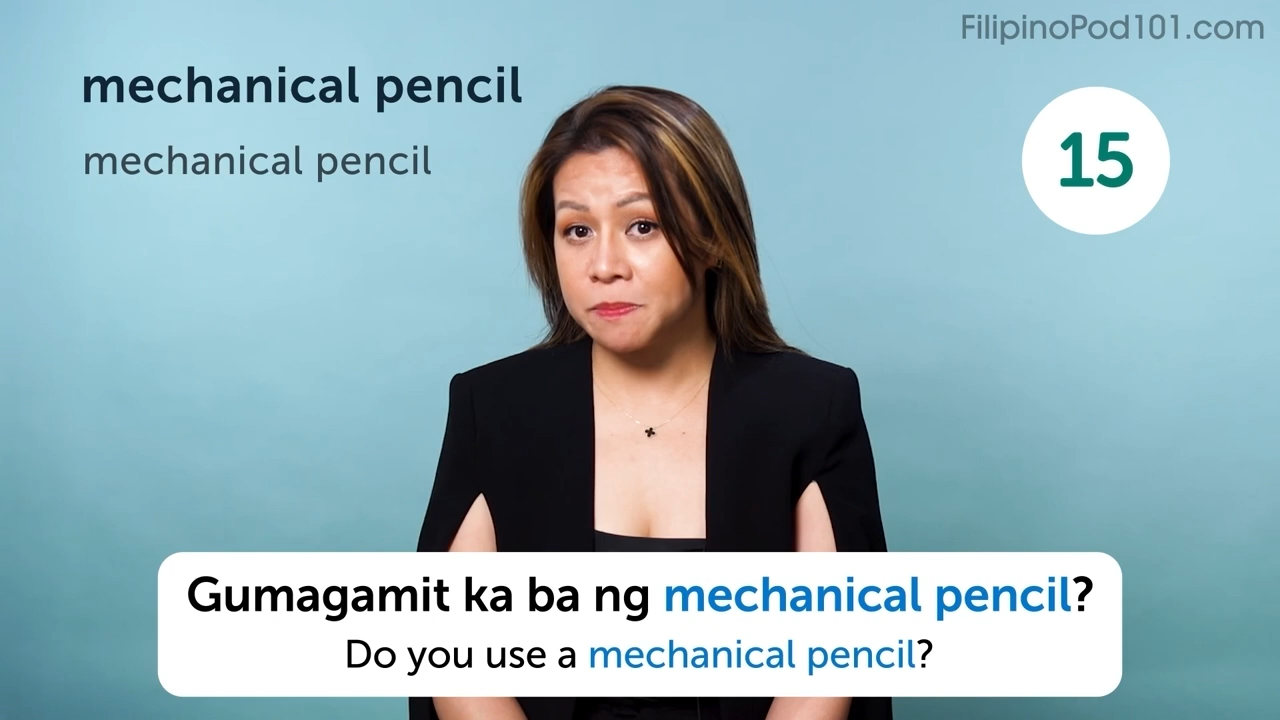 FilipinoPod101.com
mechanical pencil
mechanical pencil
15
Gumagamit ka ba ng mechanical pencil?
Do you use a mechanical pencil?